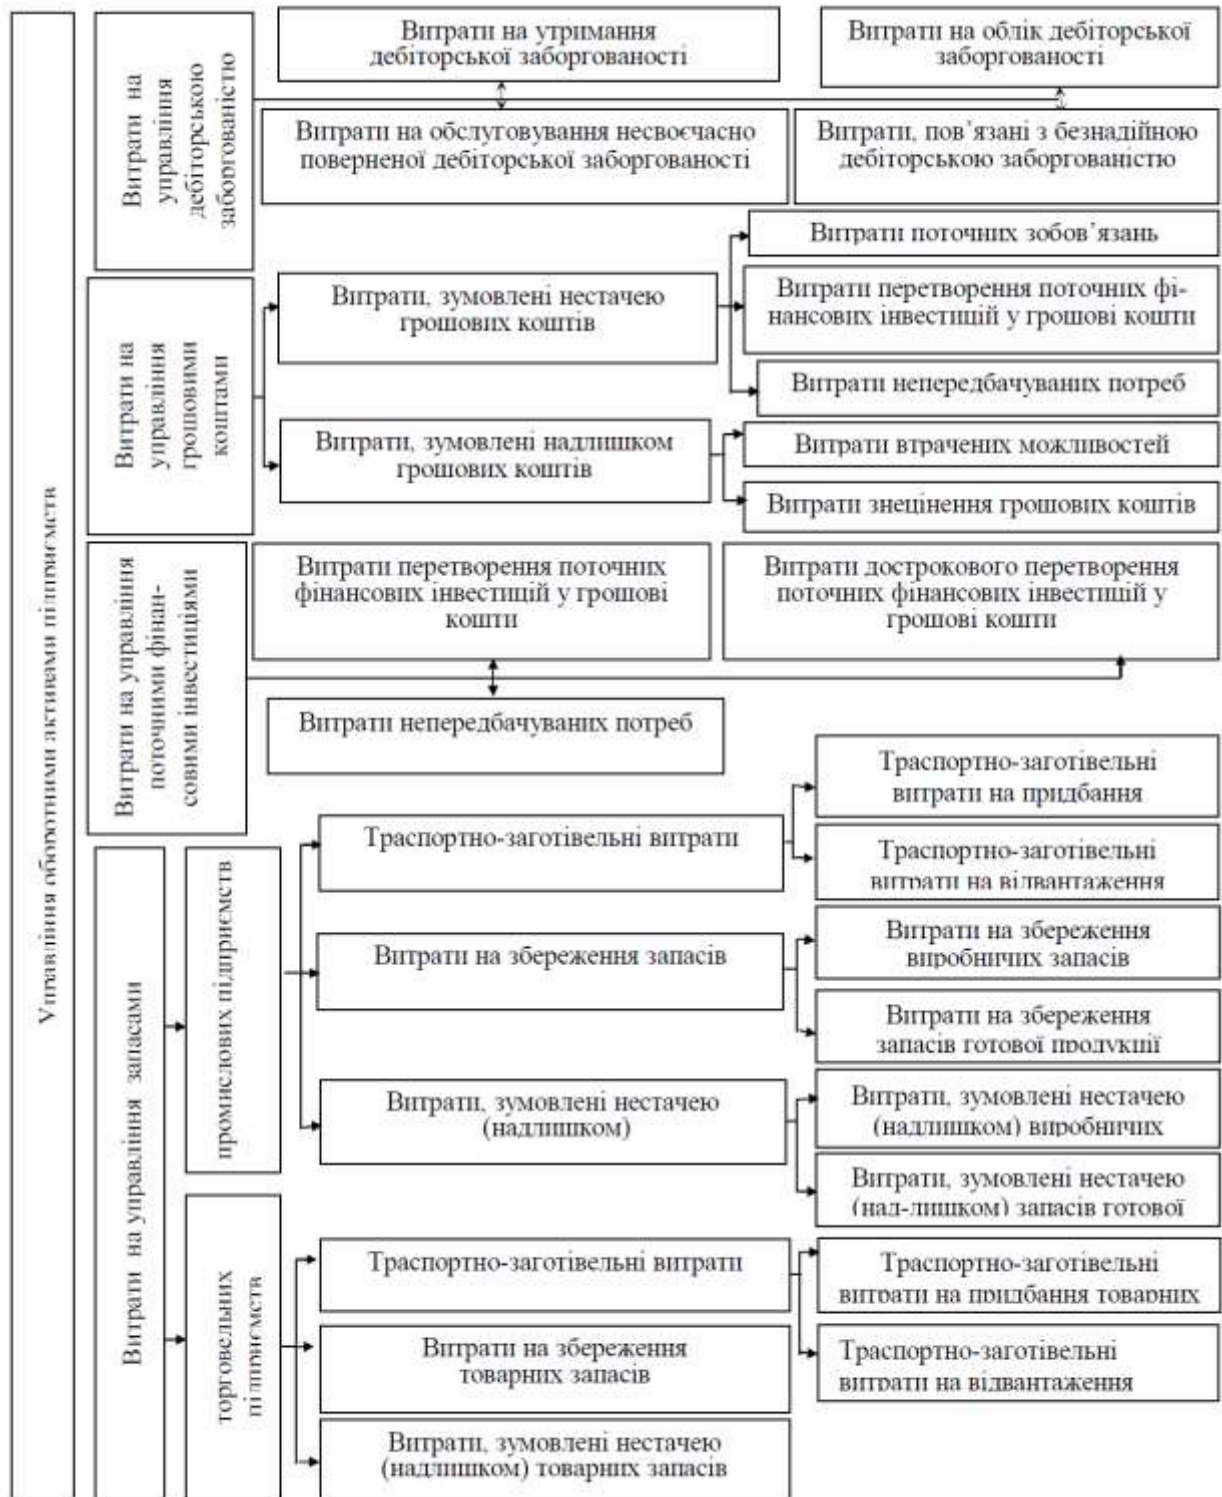 Управління оборотними активами підприємств
Витрати на
управління
дебіторською
заборгованістю
Витрати на утримання
дебіторської заборгованості
Витрати на облік дебіторської
заборгованості
Витрати на обслуговування несвоєчасно
поверненої дебіторської заборгованості
Витрати, пов’язані з безнадійною
дебіторською заборгованістю
Витрати на
управління
грошовими
коштами
Витрати, зумовлені нестачею
грошових коштів
Витрати поточних зобов’язань
Витрати перетворення поточних фі-
нансових інвестицій у грошові кошти
Витрати непередбачуваних потреб
Витрати, зумовлені надлишком
грошових коштів
Витрати втрачених можливостей
Витрати знецінення грошових коштів
Витрати на управління
поточними фінан-
совими інвестиціями
Витрати перетворення поточних
фінансових інвестицій у грошові
кошти
Витрати дострокового перетворення
поточних фінансових інвестицій у
грошові кошти
Витрати непередбачуваних потреб
Витрати на управління запасами
промислових підприємств
Траспортно-заготівельні витрати
Траспортно-заготівельні
витрати на придбання
Траспортно-заготівельні
витрати на відвантаження
Витрати на збереження запасів
Витрати на збереження
виробничих запасів
Витрати на збереження
запасів готової продукції
Витрати, зумовлені нестачею
(надлишком)
Витрати, зумовлені нестачею
(надлишком) виробничих
Витрати, зумовлені нестачею
(над-лишком) запасів готової
торговельних
підприємств
Траспортно-заготівельні витрати
Траспортно-заготівельні
витрати на придбання товарних
Траспортно-заготівельні
витрати на відвантаження
Витрати на збереження
товарних запасів
Витрати, зумовлені нестачею
(надлишком) товарних запасів